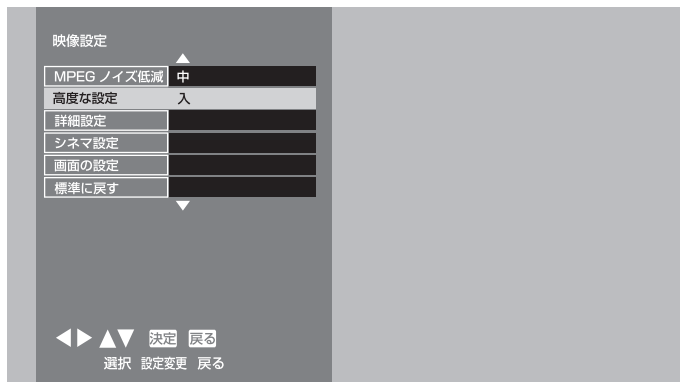 映像設定
MPEG ノイズ低減 中
高度な設定 入
詳細設定
シネマ設定
画面の設定
標準に戻す
決定 戻る
選択 設定変更 戻る